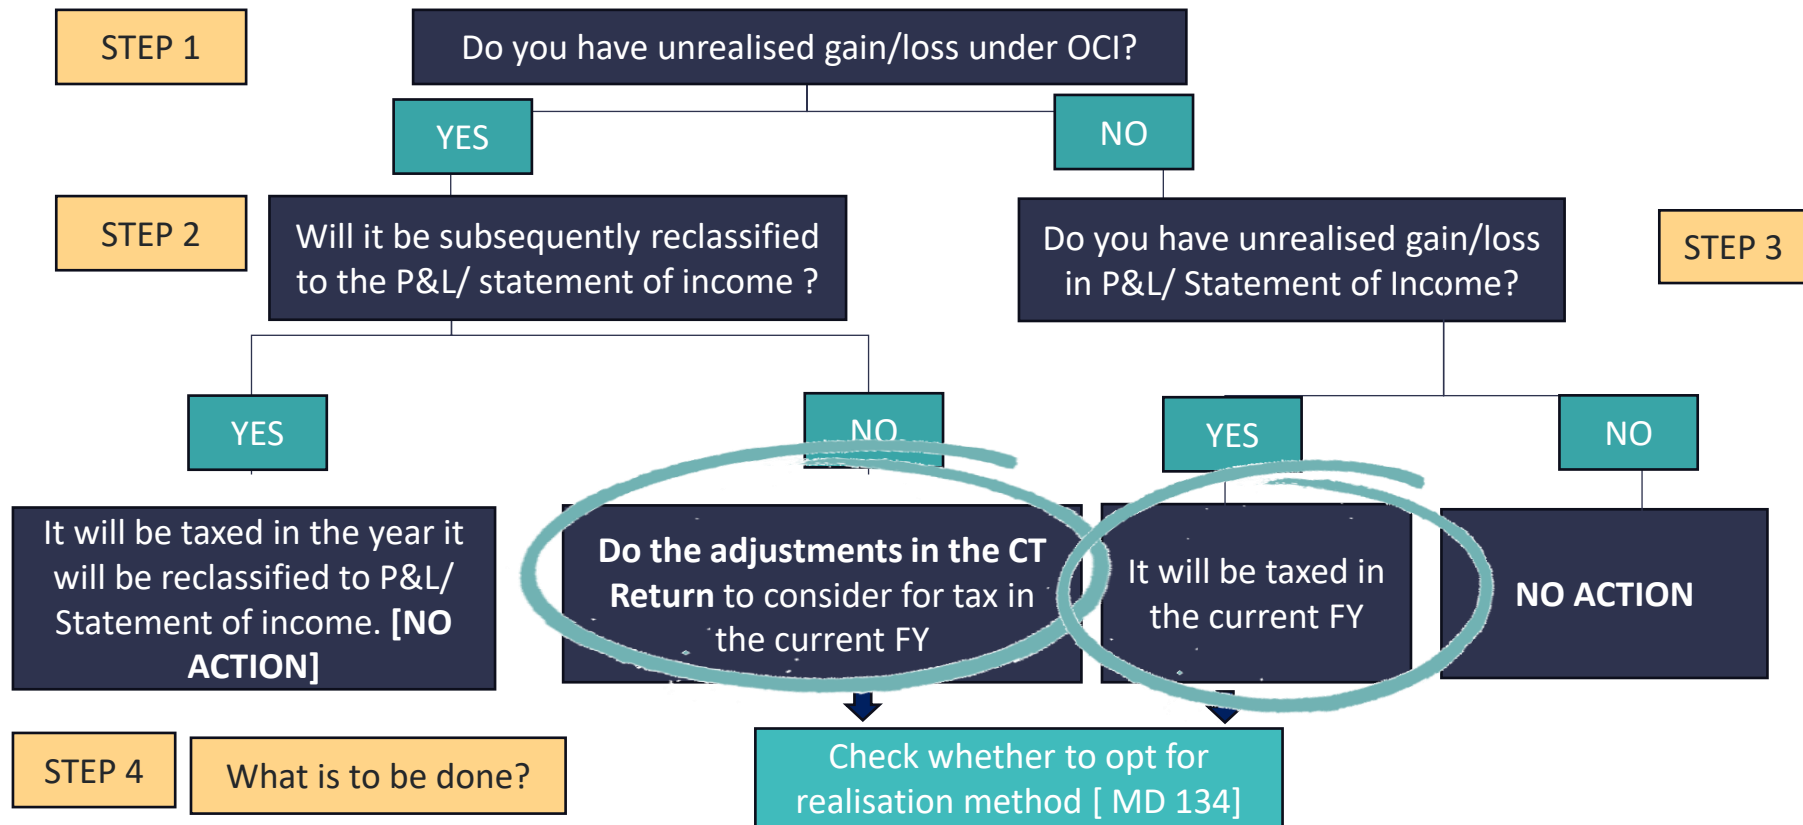 STEP 1
Do you have unrealised gain/loss under OCI?
YES
NO
STEP 2
Will it be subsequently reclassified
to the P&L/ statement of income ?
Do you have unrealised gain/loss
in P&L/ Statement of Income?
STEP 3
YES
NO
YES
NO
It will be taxed in the year it
will be reclassified to P&L/
Statement of income. [NO
ACTION]
Do the adjustments in the CT
Return to consider for tax in
the current FY
It will be taxed in
the current FY
NO ACTION
STEP 4
What is to be done?
Check whether to opt for
realisation method [ MD 134]